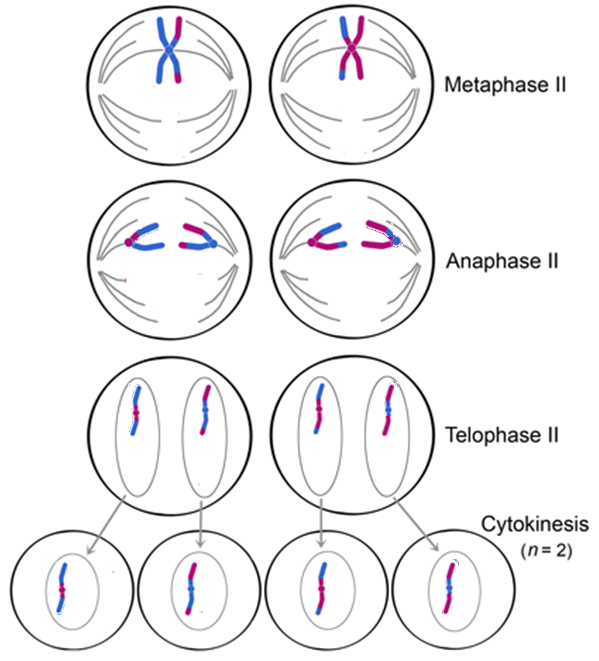 Metaphase II
Anaphase II
Telophase II
Cytokinesis
(n = 2)